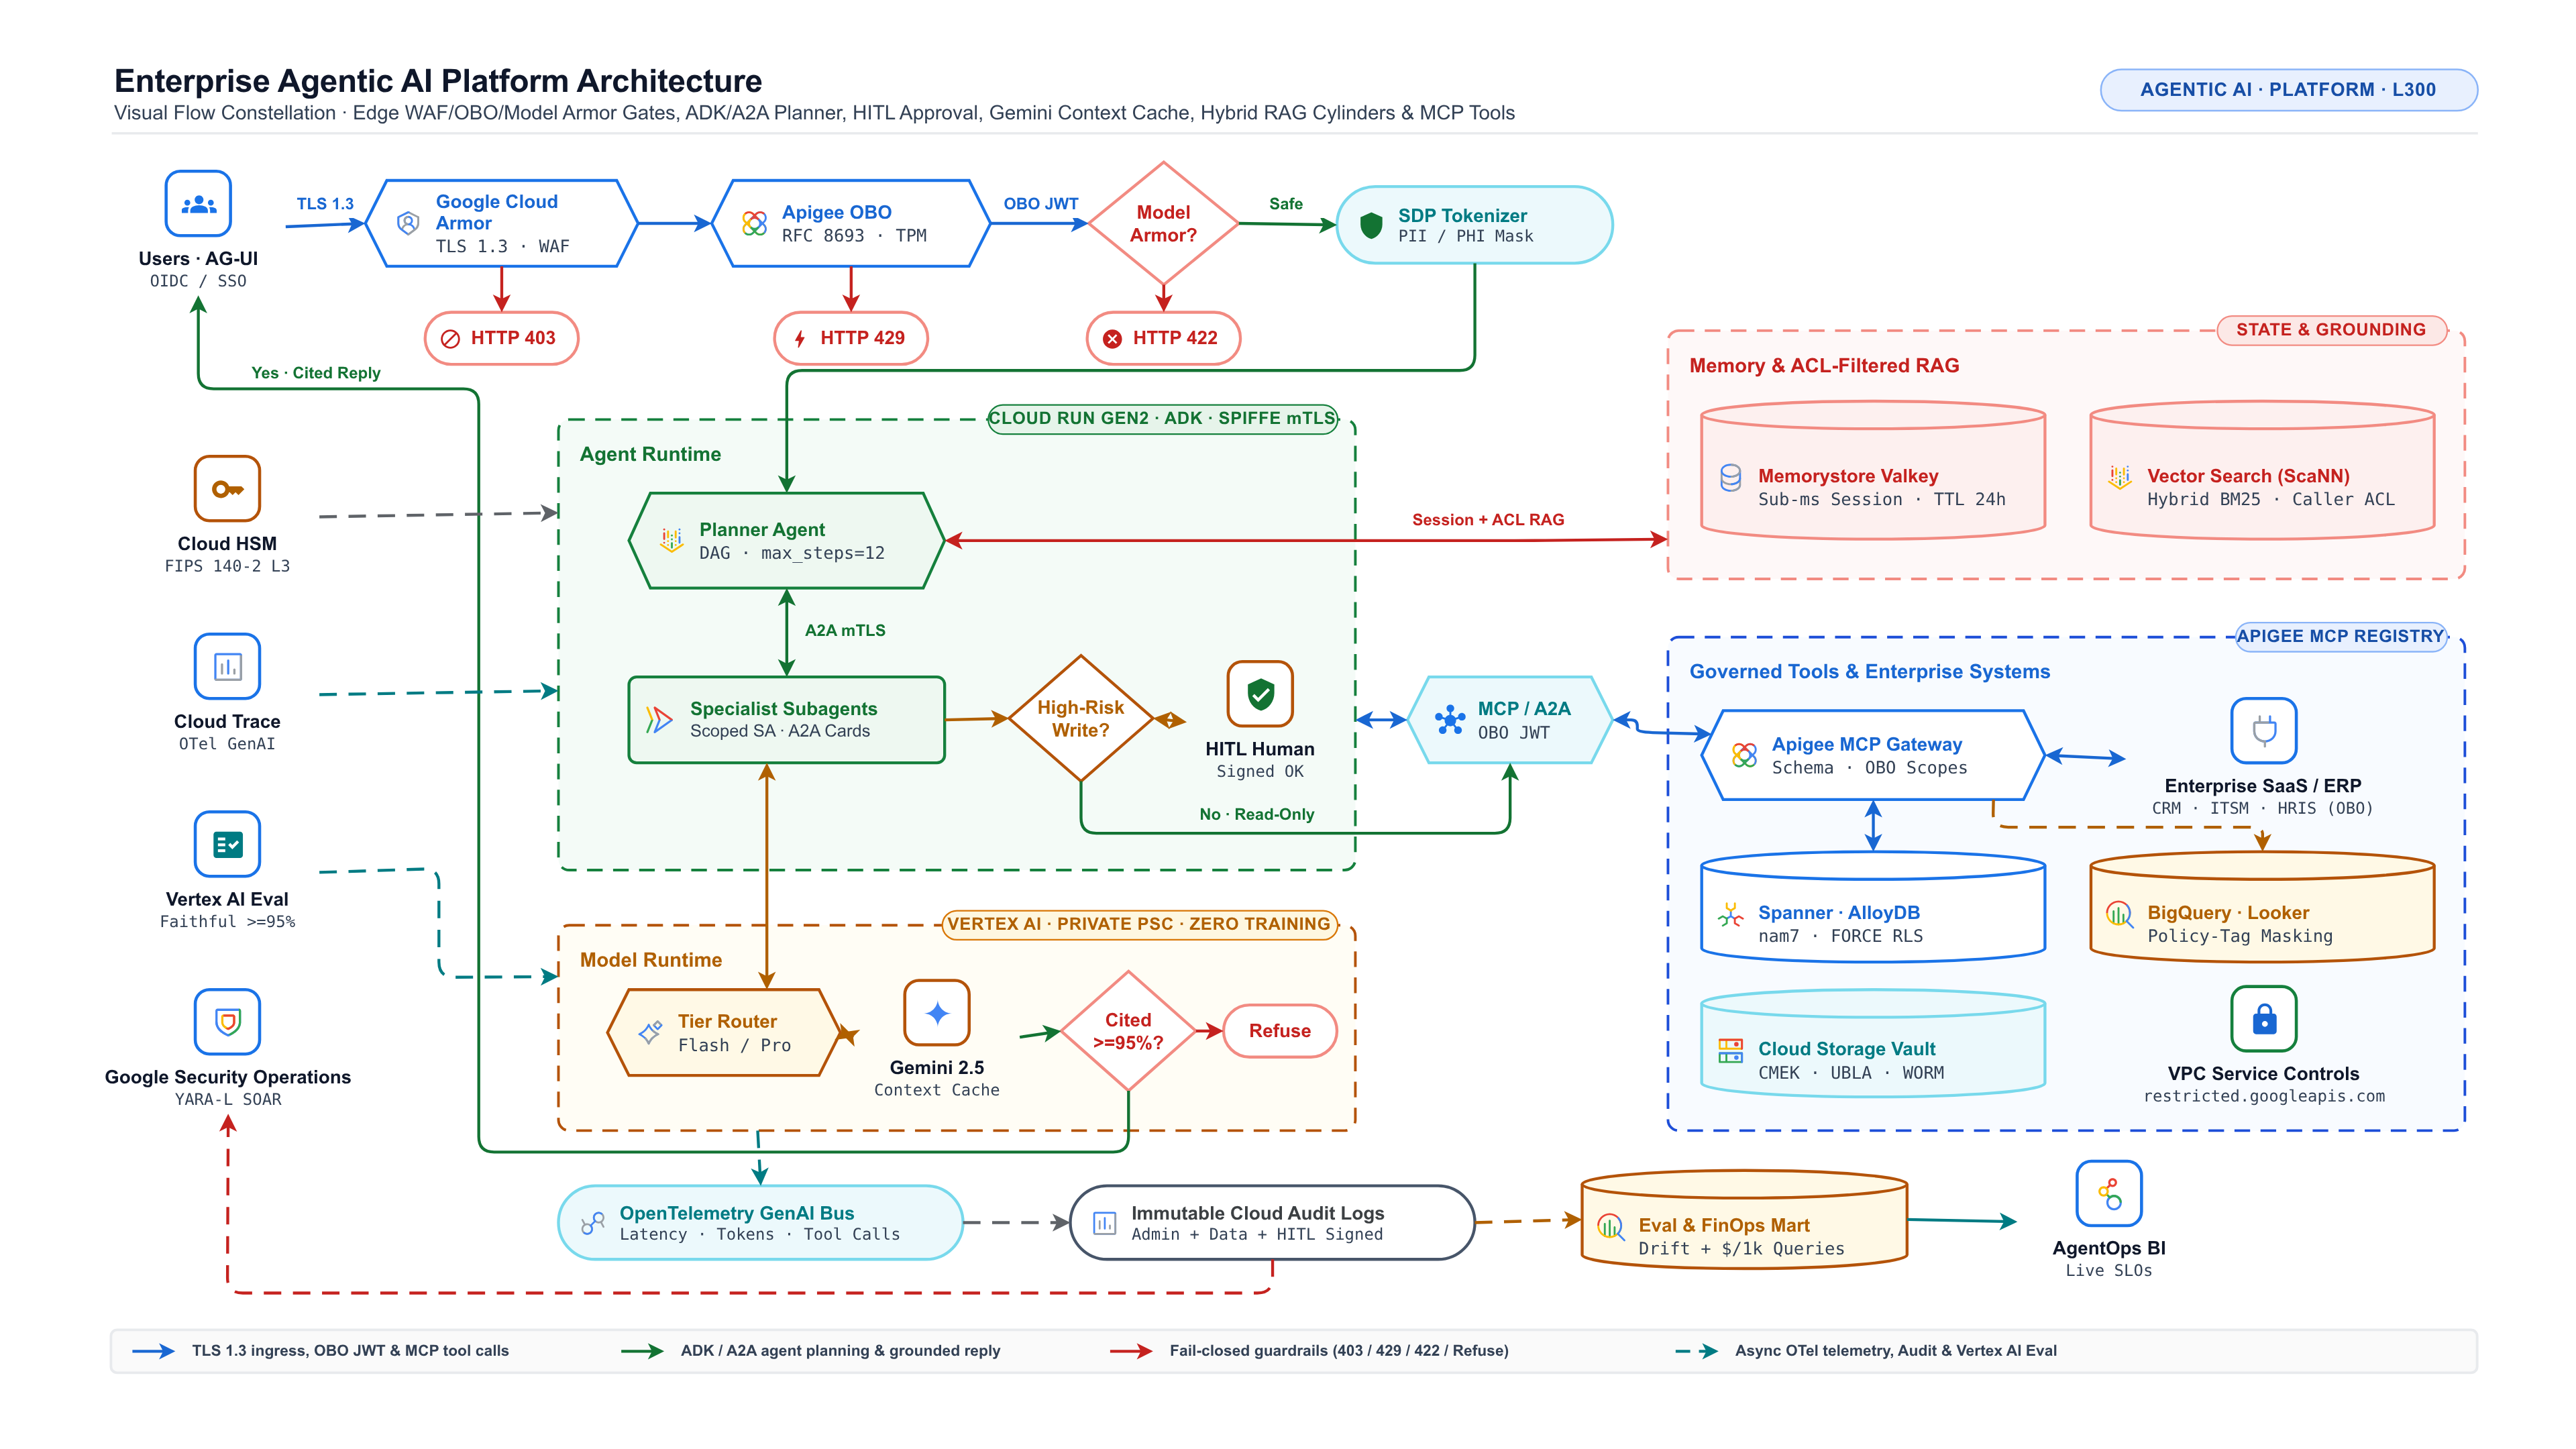 Enterprise Agentic AI Platform Architecture
Visual Flow Constellation · Edge WAF/OBO/Model Armor Gates, ADK/A2A Planner, HITL Approval, Gemini Context Cache, Hybrid RAG Cylinders & MCP Tools
AGENTIC AI · PLATFORM · L300
Users · AG-UI
OIDC / SSO
TLS 1.3
Google Cloud
Armor
TLS 1.3 · WAF
Apigee OBO
RFC 8693 · TPM
OBO JWT
Model
Armor?
Safe
SDP Tokenizer
PII / PHI Mask
HTTP 403
HTTP 429
HTTP 422
Yes · Cited Reply
STATE & GROUNDING
Memory & ACL-Filtered RAG
Memorystore Valkey
Sub-ms Session · TTL 24h
Vector Search (ScaNN)
Hybrid BM25 · Caller ACL
CLOUD RUN GEN2 · ADK · SPIFFE mTLS
Agent Runtime
Planner Agent
DAG · max_steps=12
Session + ACL RAG
A2A mTLS
Specialist Subagents
Scoped SA · A2A Cards
High-Risk
Write?
HITL Human
Signed OK
No · Read-Only
MCP / A2A
OBO JWT
Cloud HSM
FIPS 140-2 L3
Cloud Trace
OTel GenAI
Vertex AI Eval
Faithful >=95%
Google Security Operations
YARA-L SOAR
APIGEE MCP REGISTRY
Governed Tools & Enterprise Systems
Apigee MCP Gateway
Schema · OBO Scopes
Enterprise SaaS / ERP
CRM · ITSM · HRIS (OBO)
Spanner · AlloyDB
nam7 · FORCE RLS
BigQuery · Looker
Policy-Tag Masking
Cloud Storage Vault
CMEK · UBLA · WORM
VPC Service Controls
restricted.googleapis.com
VERTEX AI · PRIVATE PSC · ZERO TRAINING
Model Runtime
Tier Router
Flash / Pro
Gemini 2.5
Context Cache
Cited
>=95%?
Refuse
OpenTelemetry GenAI Bus
Latency · Tokens · Tool Calls
Immutable Cloud Audit Logs
Admin + Data + HITL Signed
Eval & FinOps Mart
Drift + $/1k Queries
AgentOps BI
Live SLOs
TLS 1.3 ingress, OBO JWT & MCP tool calls
ADK / A2A agent planning & grounded reply
Fail-closed guardrails (403 / 429 / 422 / Refuse)
Async OTel telemetry, Audit & Vertex AI Eval